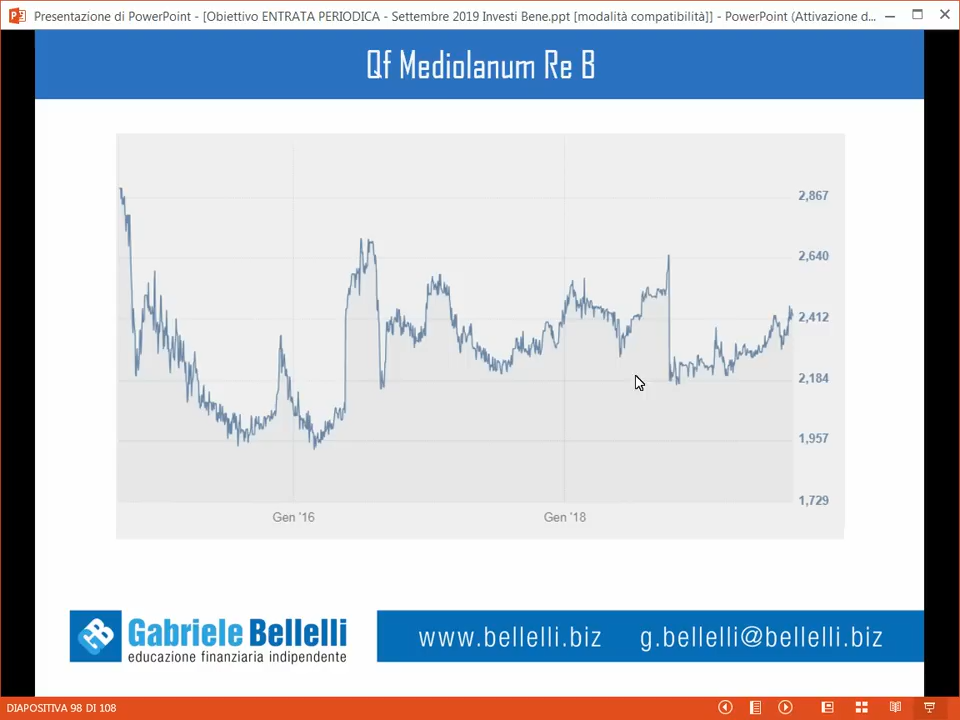 Presentazione di PowerPoint - [Obiettivo ENTRATA PERIODICA - Settembre 2019 Investi Bene.ppt [modalità compatibilità]] - PowerPoint (Attivazione d...
Qf Mediolanum Re B
2,867
2,640
2,412
2,184
1,957
1,729
Gen '16
Gen '18
GB
Gabriele Bellelli
educazione finanziaria indipendente
www.bellelli.biz g.bellelli@bellelli.biz
DIAPOSITIVA 98 DI 108